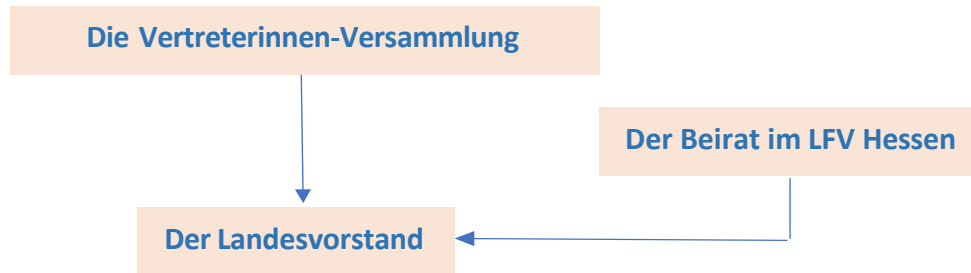 Die Vertreterinnen-Versammlung
Der Beirat im LFV Hessen
Der Landesvorstand